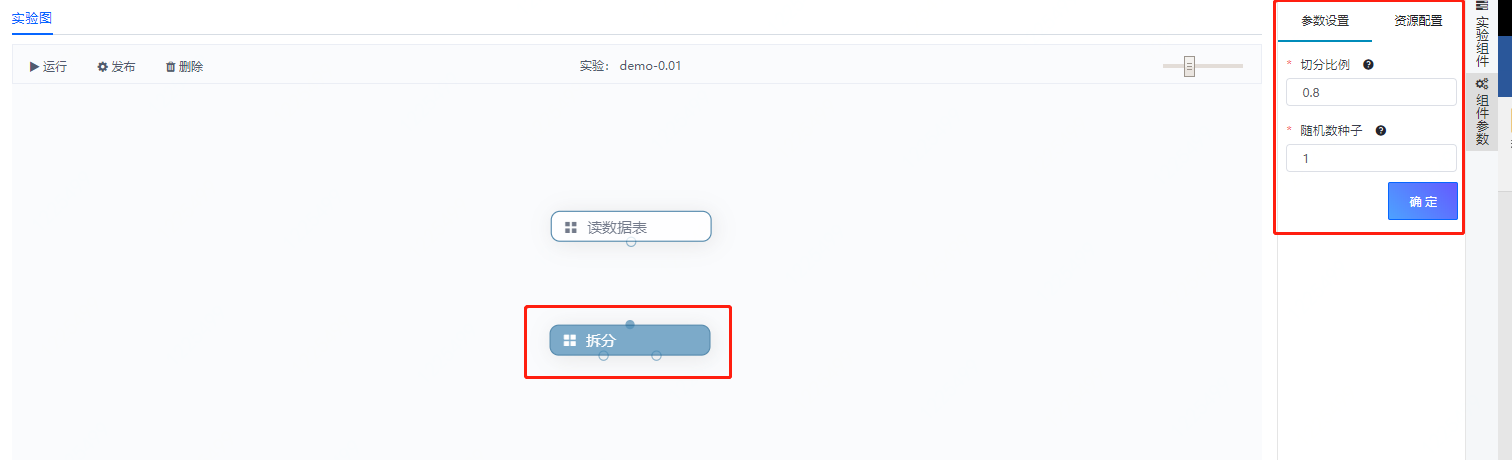 实验图
运行 发布 删除 实验： demo-0.01
读数据表
拆分
参数设置 资源配置
* 切分比例
0.8
* 随机数种子
1
确 定
实验组件
组件参数